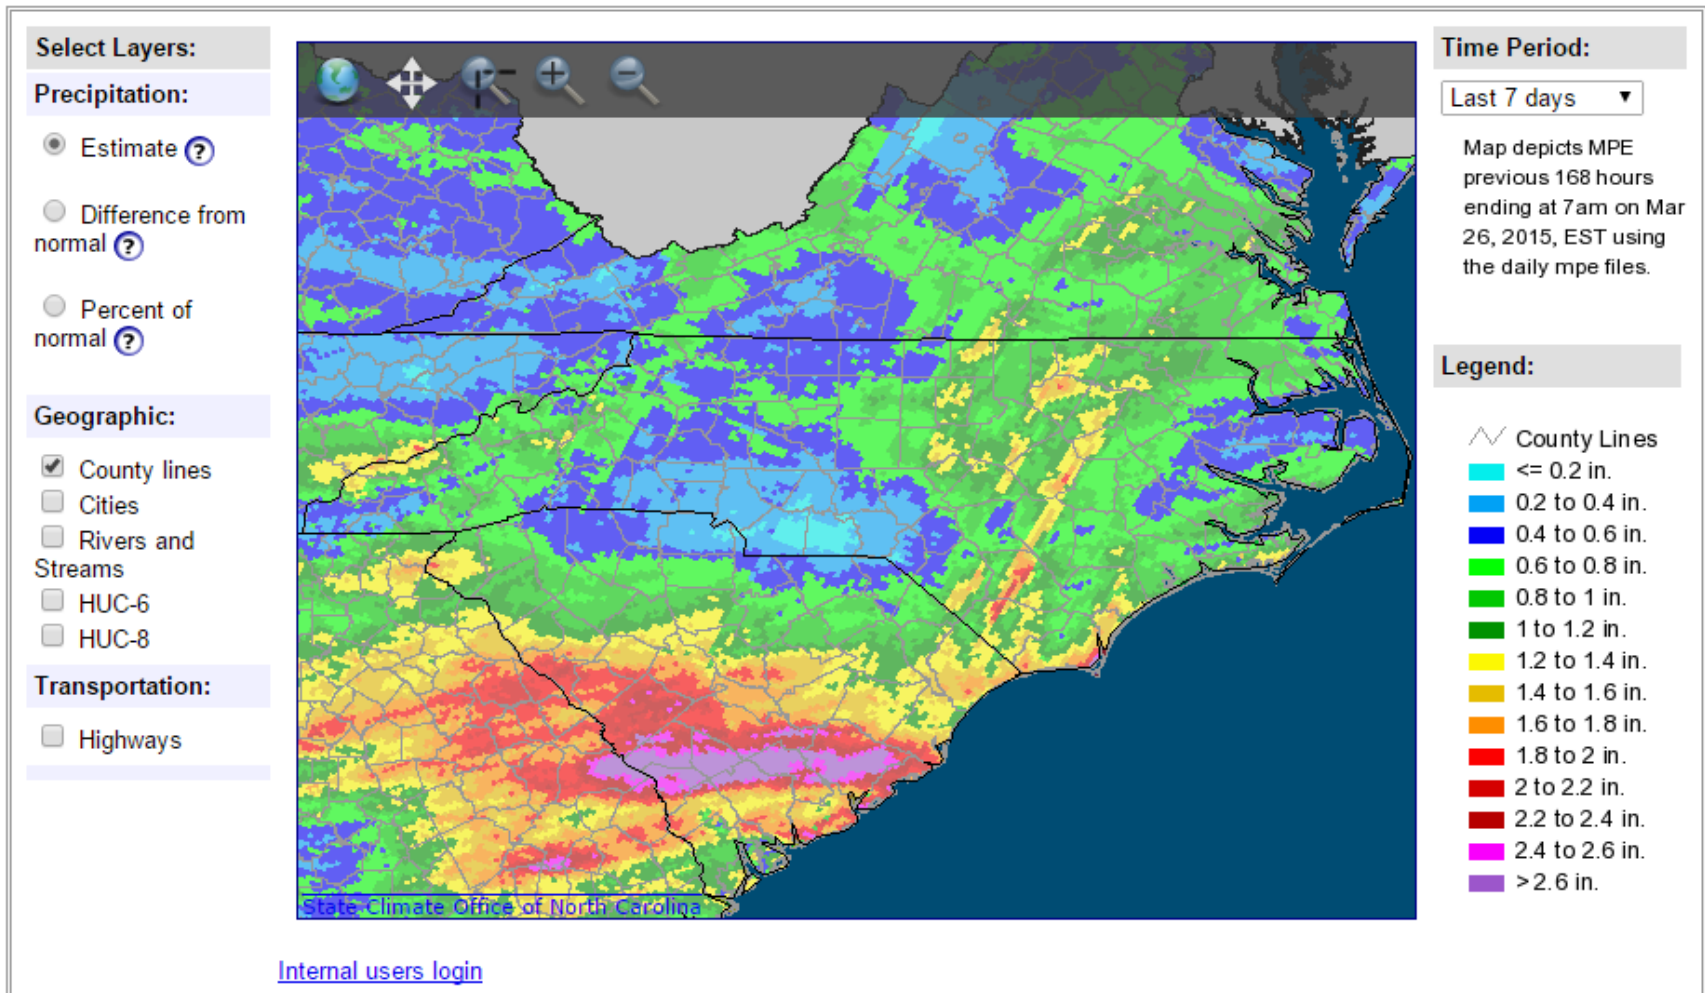 Select Layers:
Precipitation:
Estimate ?
Difference from
normal ?
Percent of
normal ?
Geographic:
County lines
Cities
Rivers and
Streams
HUC-6
HUC-8
Transportation:
Highways
State Climate Office of North Carolina
Internal users login
Time Period:
Last 7 days
Map depicts MPE
previous 168 hours
ending at 7am on Mar
26, 2015, EST using
the daily mpe files.
Legend:
County Lines
<= 0.2 in.
0.2 to 0.4 in.
0.4 to 0.6 in.
0.6 to 0.8 in.
0.8 to 1 in.
1 to 1.2 in.
1.2 to 1.4 in.
1.4 to 1.6 in.
1.6 to 1.8 in.
1.8 to 2 in.
2 to 2.2 in.
2.2 to 2.4 in.
2.4 to 2.6 in.
> 2.6 in.